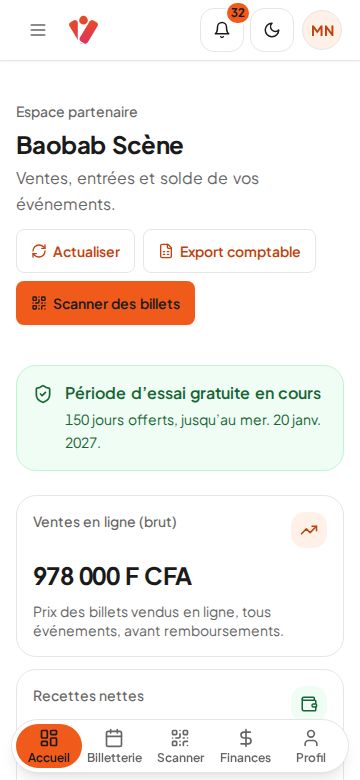 32
MN
Espace partenaire
Baobab Scène
Ventes, entrées et solde de vos
événements.
Actualiser
Export comptable
Scanner des billets
Période d’essai gratuite en cours
150 jours offerts, jusqu’au mer. 20 janv.
2027.
Ventes en ligne (brut)
978 000 F CFA
Prix des billets vendus en ligne, tous
événements, avant remboursements.
Recettes nettes
Accueil
Billetterie
Scanner
Finances
Profil